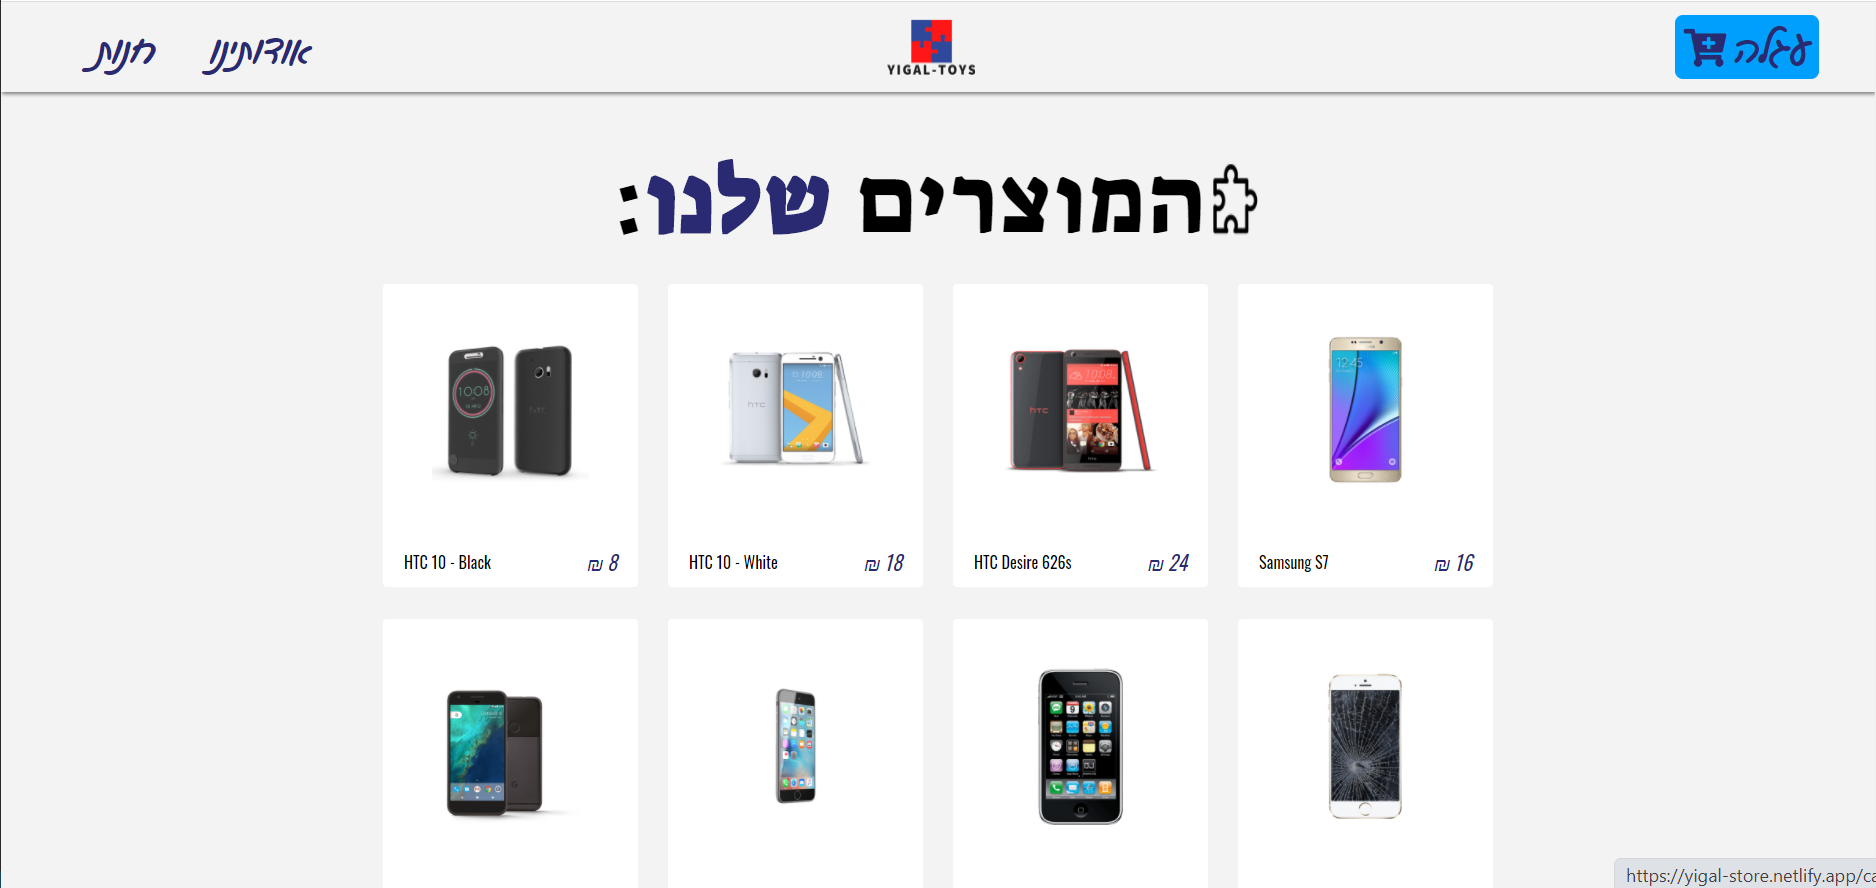 חנות
אודותינו
YIGAL-TOYS
עגלה
המוצרים שלנו:
HTC 10 - Black
₪ 8
HTC 10 - White
₪ 18
HTC Desire 626s
₪ 24
Samsung S7
₪ 16
https://yigal-store.netlify.app/ca